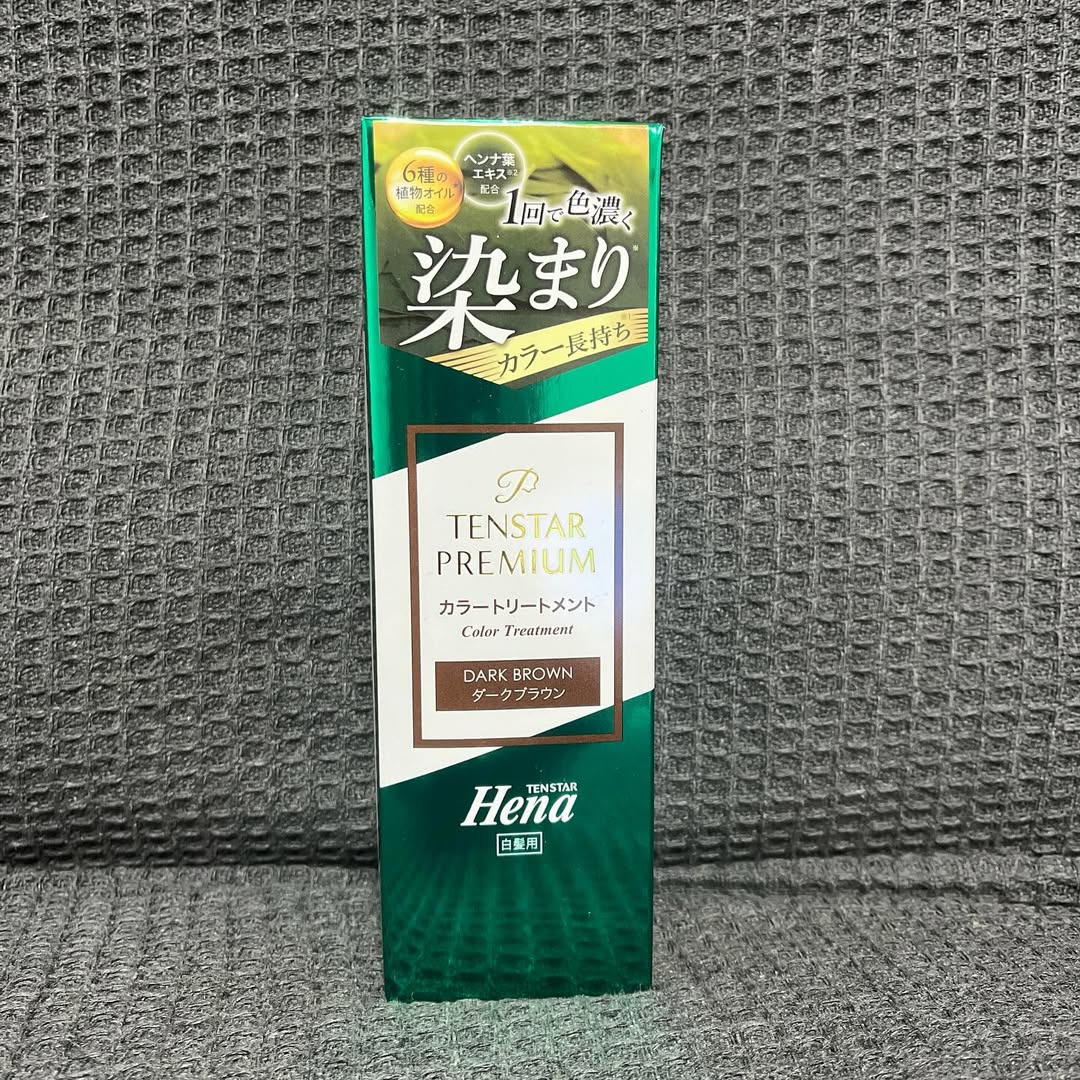 6種の
植物オイル
配合
ヘンナ葉
エキス※2
配合
1回で色濃く
染まり※
カラー長持ち※1
TENSTAR
PREMIUM
カラートリートメント
Color Treatment
DARK BROWN
ダークブラウン
TENSTAR
Hena
白髪用